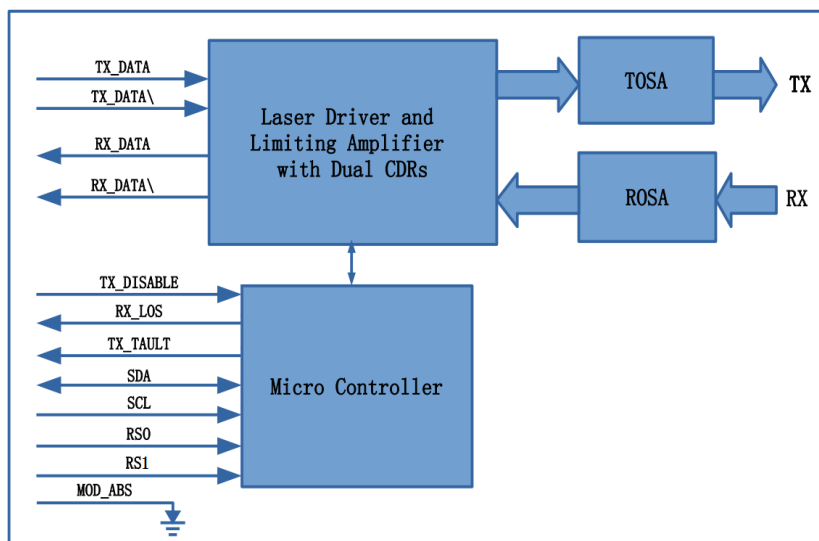 TX_DATA
TX_DATA\
RX_DATA
RX_DATA\
Laser Driver and
Limiting Amplifier
with Dual CDRs
TOSA
TX
ROSA
RX
TX_DISABLE
RX_LOS
TX_TAULT
SDA
SCL
RS0
RS1
MOD_ABS
Micro Controller